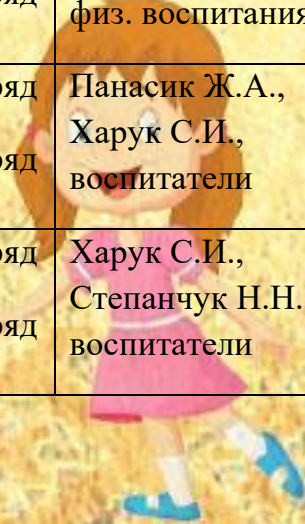 физ. воспитания
Панасик Ж.А.,
Харук С.И.,
воспитатели
Харук С.И.,
Степанчук Н.Н.
воспитатели